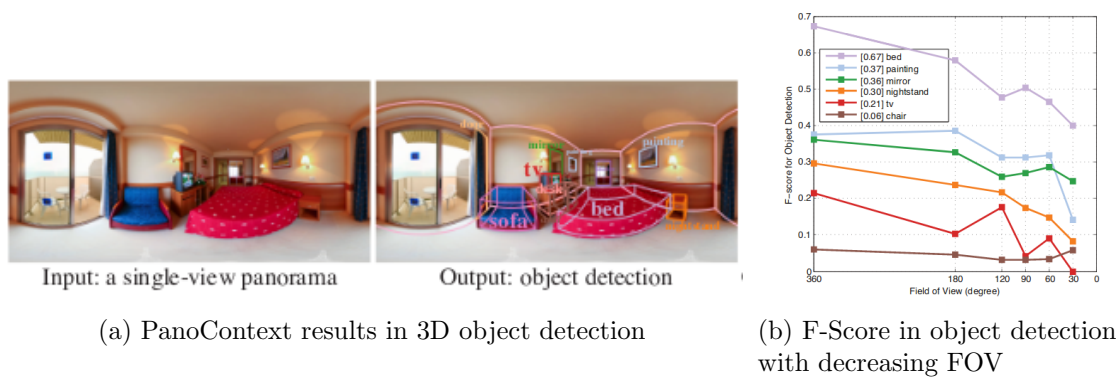 door
mirror
painting
tv
desk
bed
sofa
nightstand
Input: a single-view panorama
Output: object detection
(a) PanoContext results in 3D object detection
0.7
0.6
0.5
0.4
0.3
0.2
0.1
0
F-score for Object Detection
[0.67] bed
[0.37] painting
[0.36] mirror
[0.30] nightstand
[0.21] tv
[0.06] chair
360
180
120
90
60
30
0
Field of View (degree)
(b) F-Score in object detection
with decreasing FOV